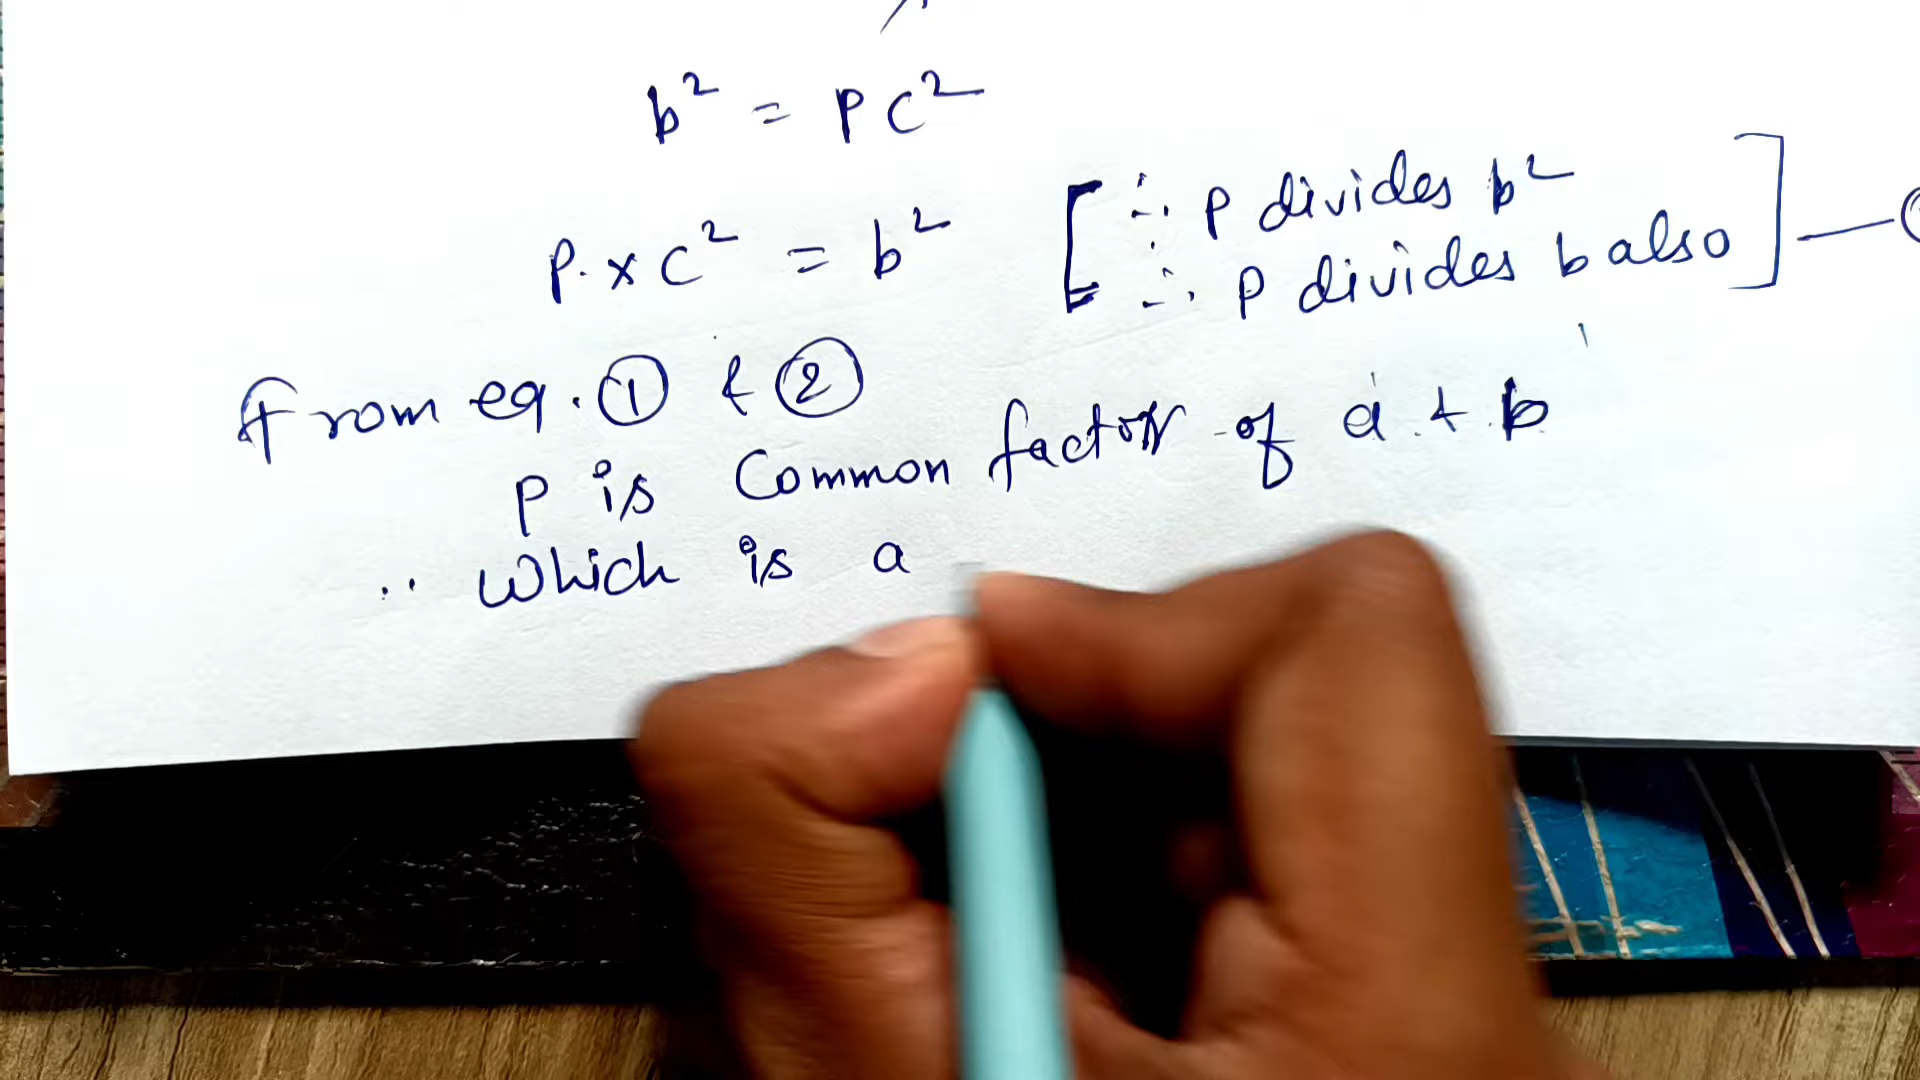 b² = pc²
p. x c² = b² [∵ p divides b²
∴ p divides b also]
from eq. ① & ②
p is Common factor of a & b
which is a